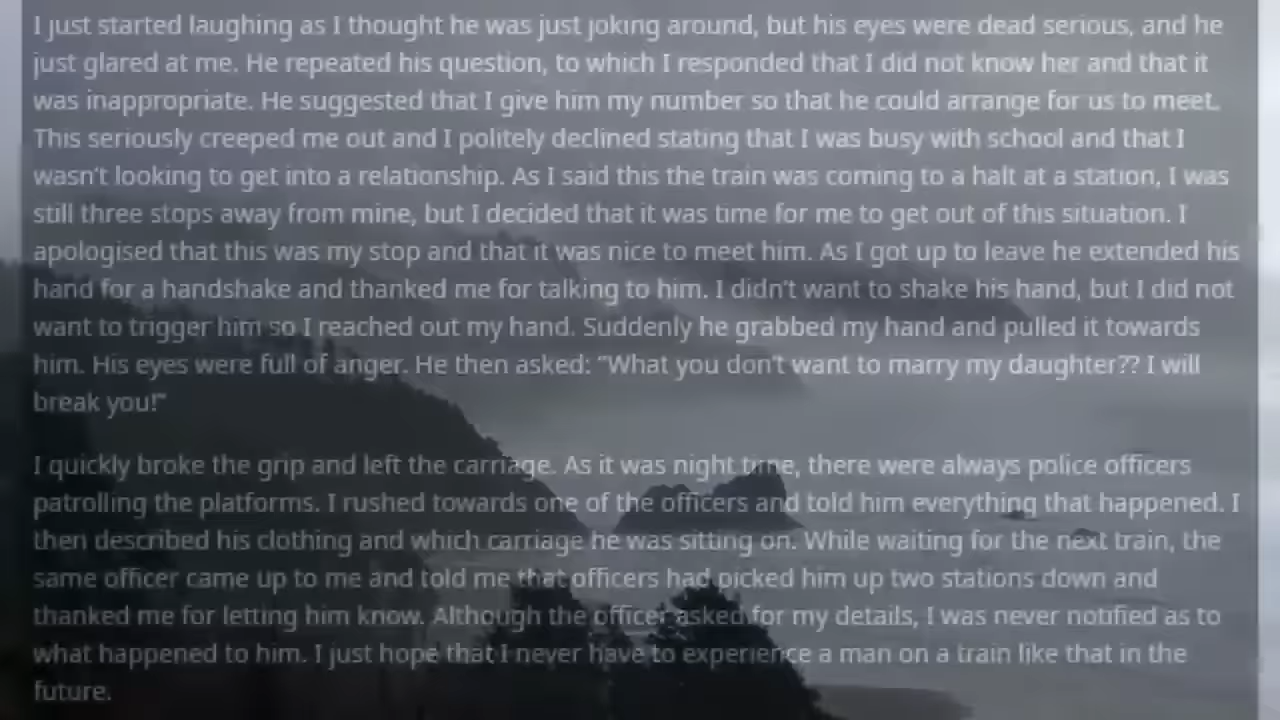 I just started laughing as I thought he was just joking around, but his eyes were dead serious, and he
just glared at me. He repeated his question, to which I responded that I did not know her and that it
was inappropriate. He suggested that I give him my number so that he could arrange for us to meet.
This seriously creeped me out and I politely declined stating that I was busy with school and that I
wasn't looking to get into a relationship. As I said this the train was coming to a halt at a station, I was
still three stops away from mine, but I decided that it was time for me to get out of this situation. I
apologised that this was my stop and that it was nice to meet him. As I got up to leave he extended his
hand for a handshake and thanked me for talking to him. I didn't want to shake his hand, but I did not
want to trigger him so I reached out my hand. Suddenly he grabbed my hand and pulled it towards
him. His eyes were full of anger. He then asked: “What you don't want to marry my daughter?? I will
break you!”
I quickly broke the grip and left the carriage. As it was night time, there were always police officers
patrolling the platforms. I rushed towards one of the officers and told him everything that happened. I
then described his clothing and which carriage he was sitting on. While waiting for the next train, the
same officer came up to me and told me that officers had picked him up two stations down and
thanked me for letting him know. Although the officer asked for my details, I was never notified as to
what happened to him. I just hope that I never have to experience a man on a train like that in the
future.